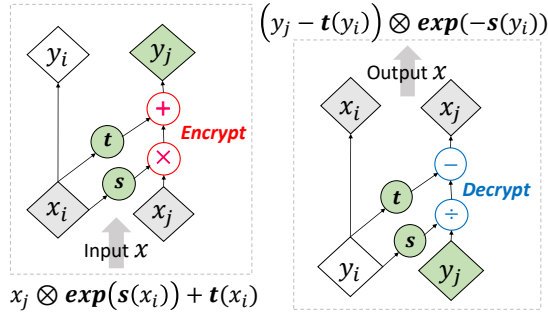 (y_j − t(y_i)) ⊗ exp(−s(y_i))
y_i y_j
+
t
Encrypt
×
s
x_i x_j
Input x
x_j ⊗ exp(s(x_i)) + t(x_i)
Output x
x_i x_j
−
t
Decrypt
÷
s
y_i y_j